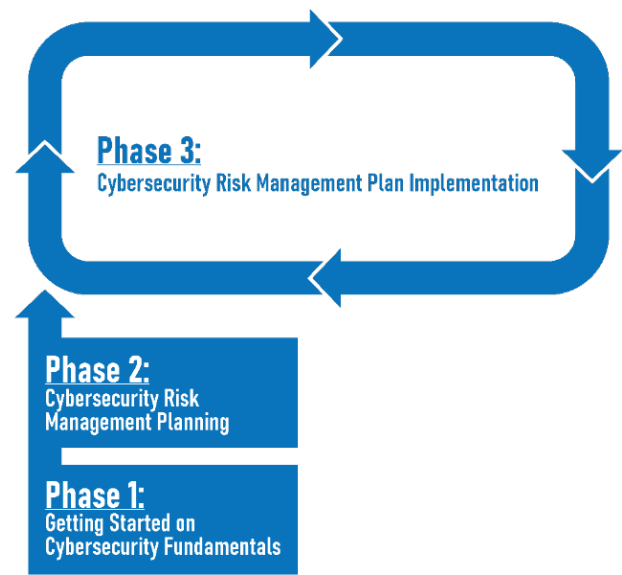 Phase 3:
Cybersecurity Risk Management Plan Implementation
Phase 2:
Cybersecurity Risk
Management Planning
Phase 1:
Getting Started on
Cybersecurity Fundamentals